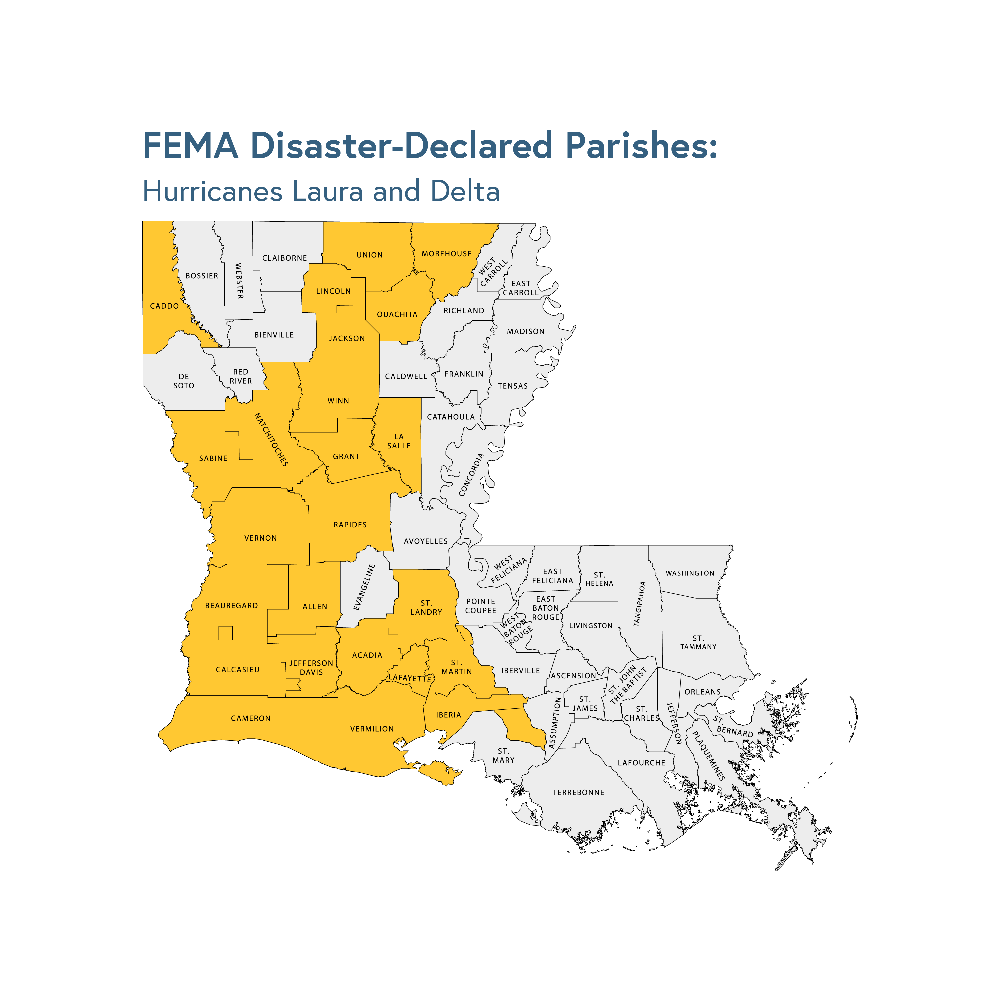 FEMA Disaster-Declared Parishes:
Hurricanes Laura and Delta
CADDO
BOSSIER
WEBSTER
CLAIBORNE
UNION
MOREHOUSE
WEST
CARROLL
EAST
CARROLL
LINCOLN
OUACHITA
RICHLAND
MADISON
BIENVILLE
JACKSON
DE
SOTO
RED
RIVER
CALDWELL
FRANKLIN
TENSAS
WINN
NATCHITOCHES
CATAHOULA
LA
SALLE
SABINE
GRANT
CONCORDIA
VERNON
RAPIDES
AVOYELLES
WEST
FELICIANA
EAST
FELICIANA
ST.
HELENA
TANGIPAHOA
WASHINGTON
BEAUREGARD
ALLEN
EVANGELINE
ST.
LANDRY
POINTE
COUPEE
WEST
BATON
ROUGE
EAST
BATON
ROUGE
LIVINGSTON
ST.
TAMMANY
CALCASIEU
JEFFERSON
DAVIS
ACADIA
LAFAYETTE
ST.
MARTIN
IBERVILLE
ASCENSION
ST. JOHN
THE BAPTIST
ORLEANS
CAMERON
VERMILION
IBERIA
ASSUMPTION
ST.
JAMES
ST.
CHARLES
JEFFERSON
ST.
BERNARD
PLAQUEMINES
ST.
MARY
LAFOURCHE
TERREBONNE